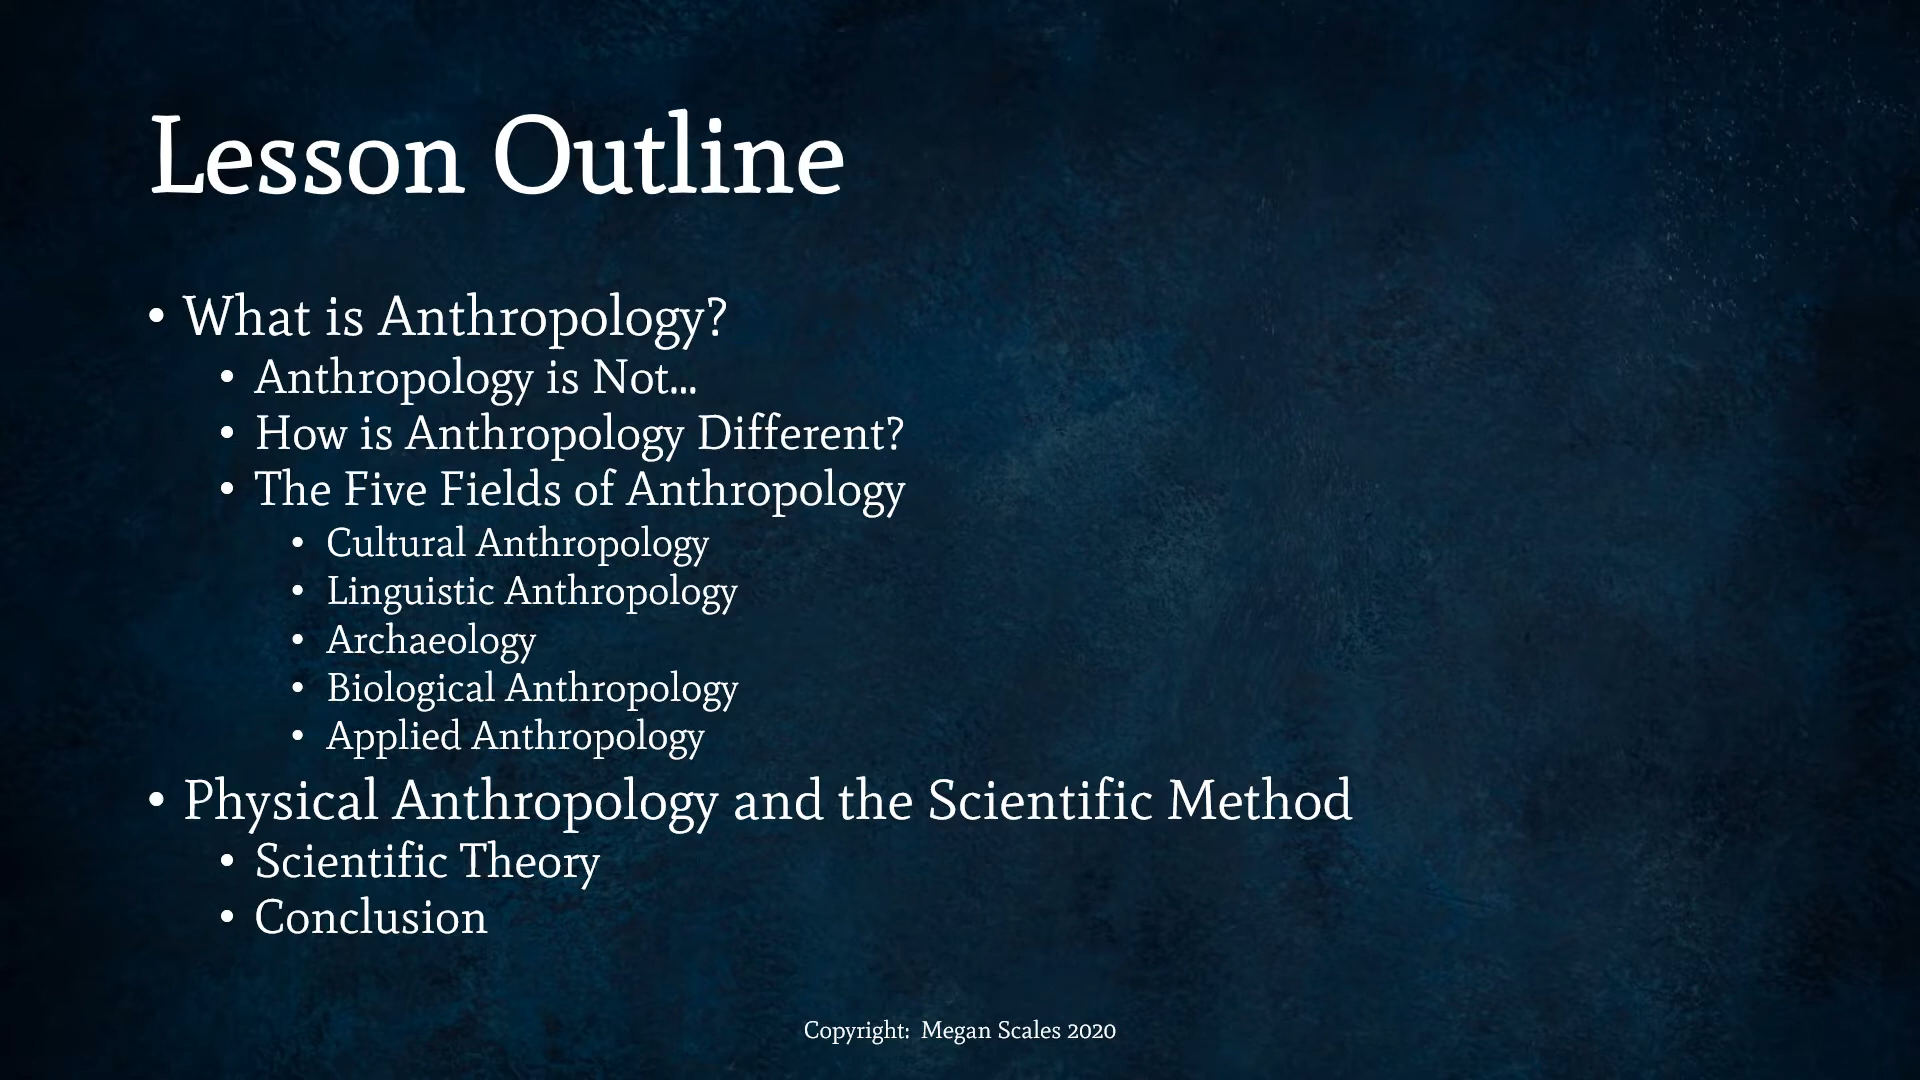 Lesson Outline
• What is Anthropology?
• Anthropology is Not...
• How is Anthropology Different?
• The Five Fields of Anthropology
• Cultural Anthropology
• Linguistic Anthropology
• Archaeology
• Biological Anthropology
• Applied Anthropology
• Physical Anthropology and the Scientific Method
• Scientific Theory
• Conclusion
Copyright: Megan Scales 2020